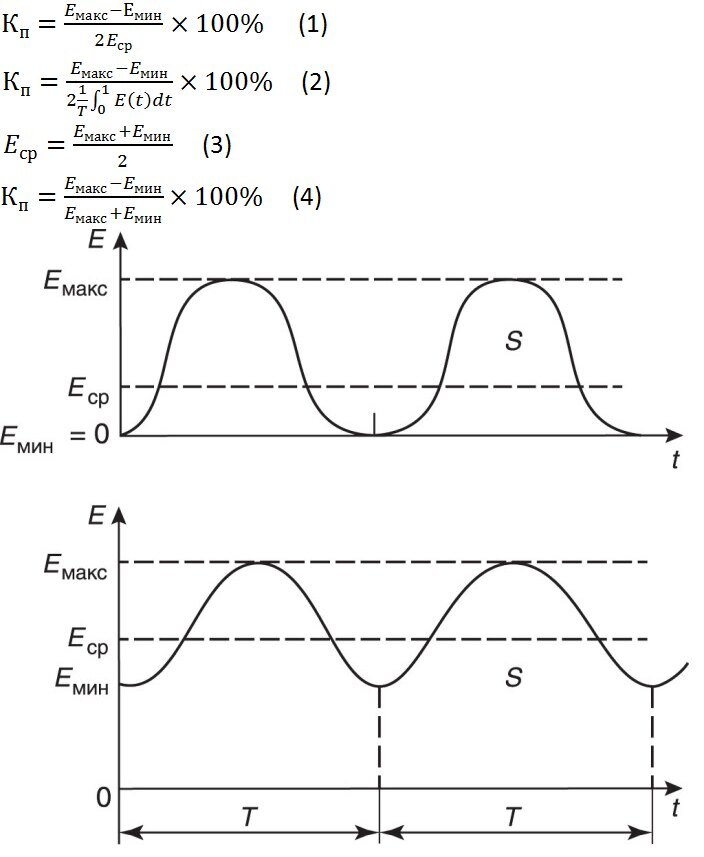 Кп = Eмакс−Eмин / 2Eср × 100% (1)
Кп = Eмакс−Eмин / 2 1/T ∫₀¹ E(t)dt × 100% (2)
Eср = Eмакс+Eмин / 2 (3)
Кп = Eмакс−Eмин / Eмакс+Eмин × 100% (4)
E
Eмакс
S
Eср
Eмин = 0
t
E
Eмакс
Eср
Eмин
S
0
t
T
T